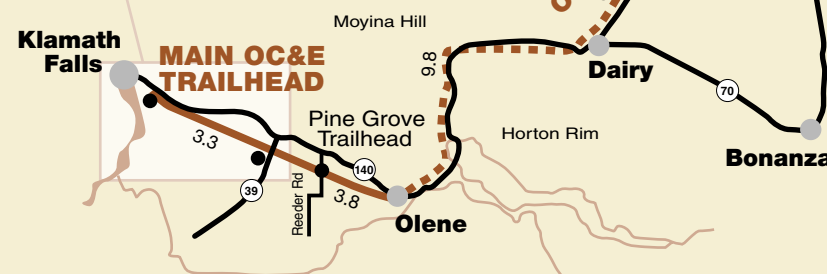 Moyina Hill
Klamath
Falls
MAIN OC&E
TRAILHEAD
9.8
Dairy
70
Pine Grove
Trailhead
3.3
Horton Rim
Bonanza
140
39
Reeder Rd
3.8
Olene